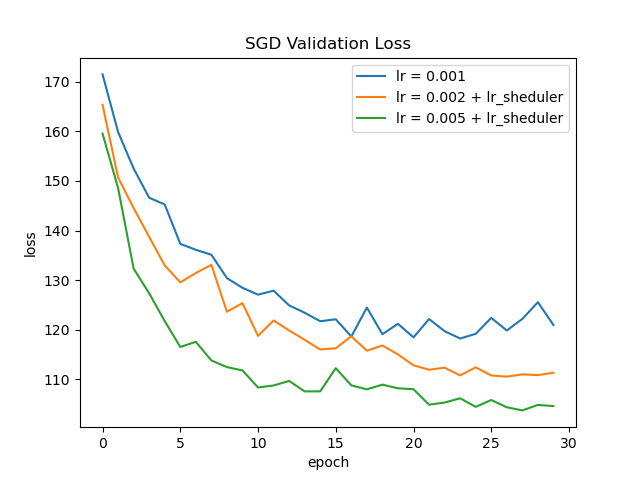 SGD Validation Loss
lr = 0.001
lr = 0.002 + lr_sheduler
lr = 0.005 + lr_sheduler
loss
170
160
150
140
130
120
110
0 5 10 15 20 25 30
epoch